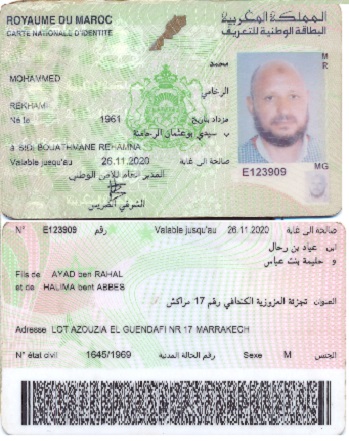 ROYAUME DU MAROC
المملكة المغربية
CARTE NATIONALE D'IDENTITE
البطاقة الوطنية للتعريف
MOHAMMED
محمد
REKHAMI
الرخامي
Né le 1961 مزداد بتاريخ
ب سيدي بوعثمان الرحامنة
à SIDI BOUATHMANE REHAMNA
Valable jusqu'au 26.11.2020 صالحة إلى غاية
المدير العام للأمن الوطني
الشرقي اضريس
M
R
MG
E123909
N° E123909 رقم Valable jusqu'au 26.11.2020 صالحة إلى غاية
ابن عياد بن رحال
و حليمة بنت عباس
Fils de AYAD ben RAHAL
et de HALIMA bent ABBES
العنوان تجزئة العزوزية الكندافي رقم 17 مراكش
Adresse LOT AZOUZIA EL GUENDAFI NR 17 MARRAKECH
N° état civil 1645/1969 رقم الحالة المدنية Sexe M الجنس